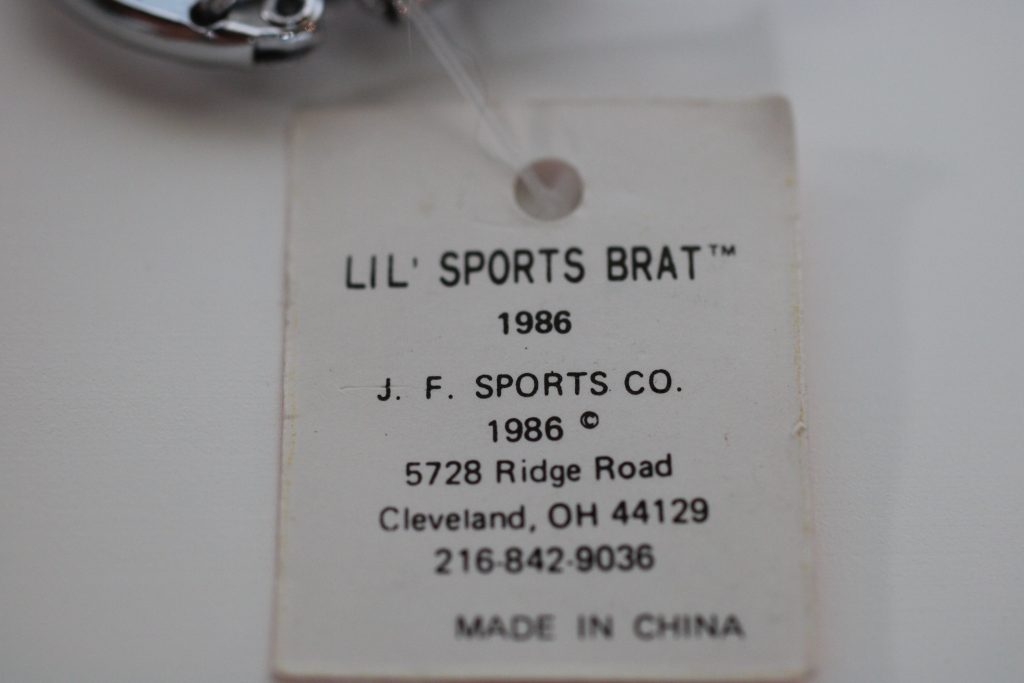 LIL' SPORTS BRAT™
1986
J. F. SPORTS CO.
1986 ©
5728 Ridge Road
Cleveland, OH 44129
216-842-9036
MADE IN CHINA